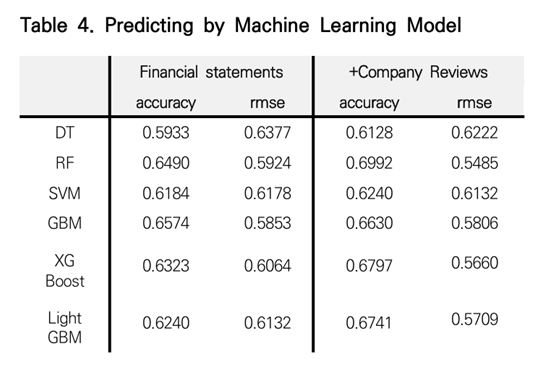 Table 4. Predicting by Machine Learning Model
Financial statements +Company Reviews
accuracy rmse accuracy rmse
DT 0.5933 0.6377 0.6128 0.6222
RF 0.6490 0.5924 0.6992 0.5485
SVM 0.6184 0.6178 0.6240 0.6132
GBM 0.6574 0.5853 0.6630 0.5806
XG
Boost 0.6323 0.6064 0.6797 0.5660
Light
GBM 0.6240 0.6132 0.6741 0.5709